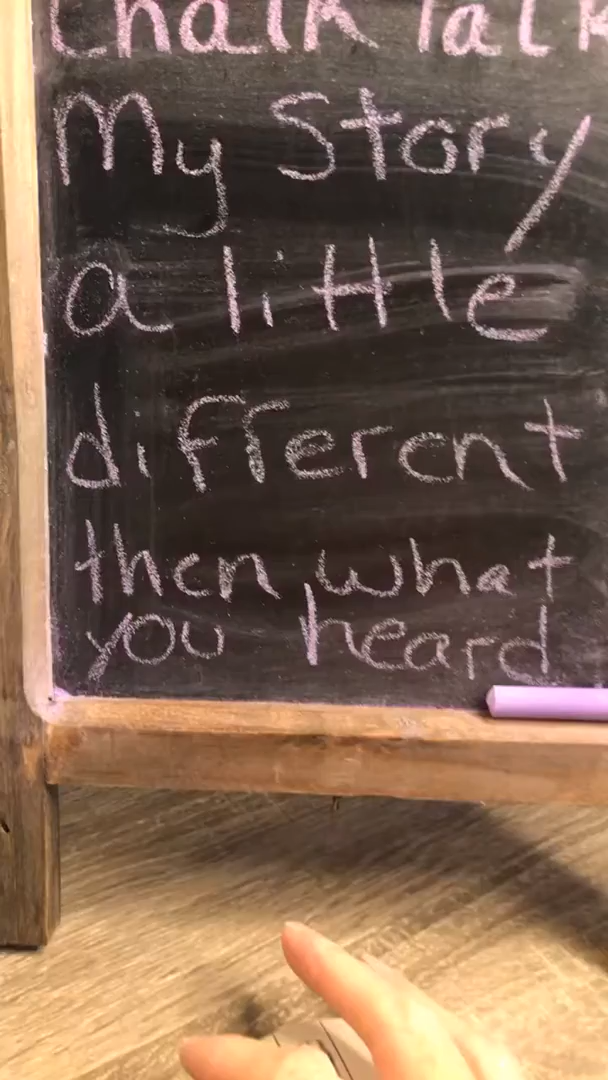 Chalk Talk
My Story
a little
different
then what
you heard